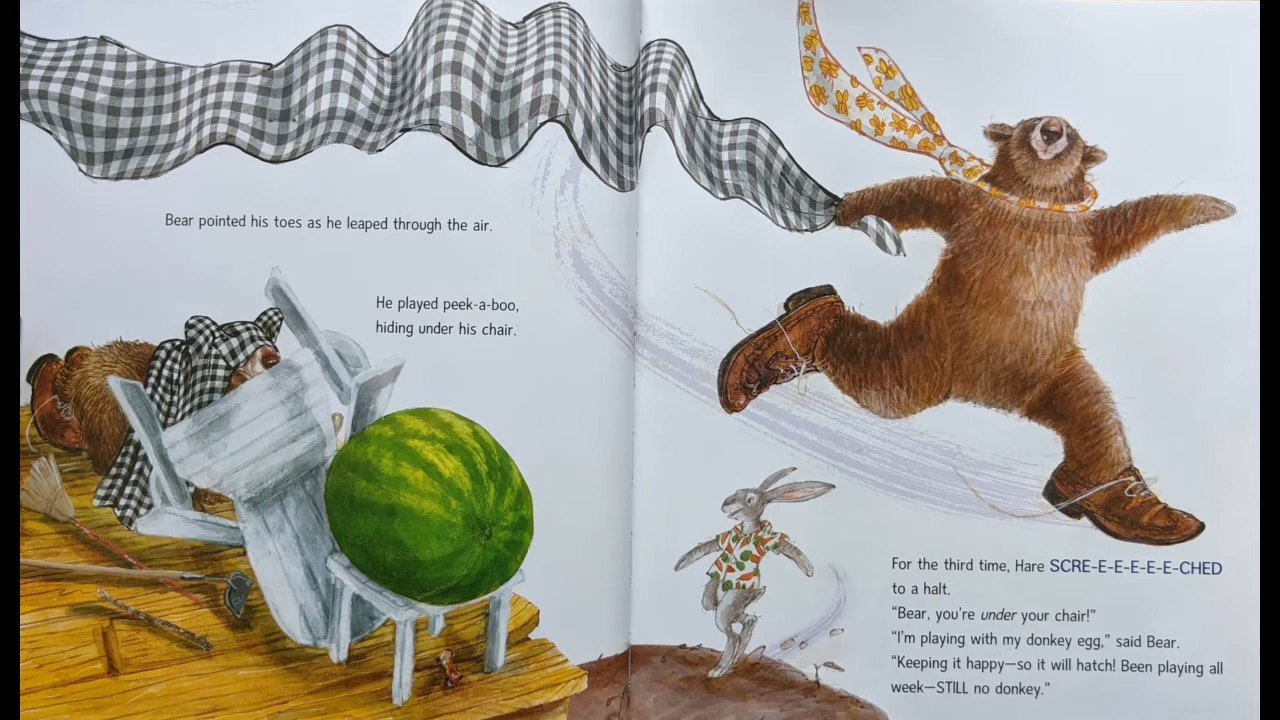 Bear pointed his toes as he leaped through the air.
He played peek-a-boo,
hiding under his chair.
For the third time, Hare SCRE-E-E-E-E-E-CHED
to a halt.
“Bear, you’re under your chair!”
“I’m playing with my donkey egg,” said Bear.
“Keeping it happy—so it will hatch! Been playing all
week—STILL no donkey.”